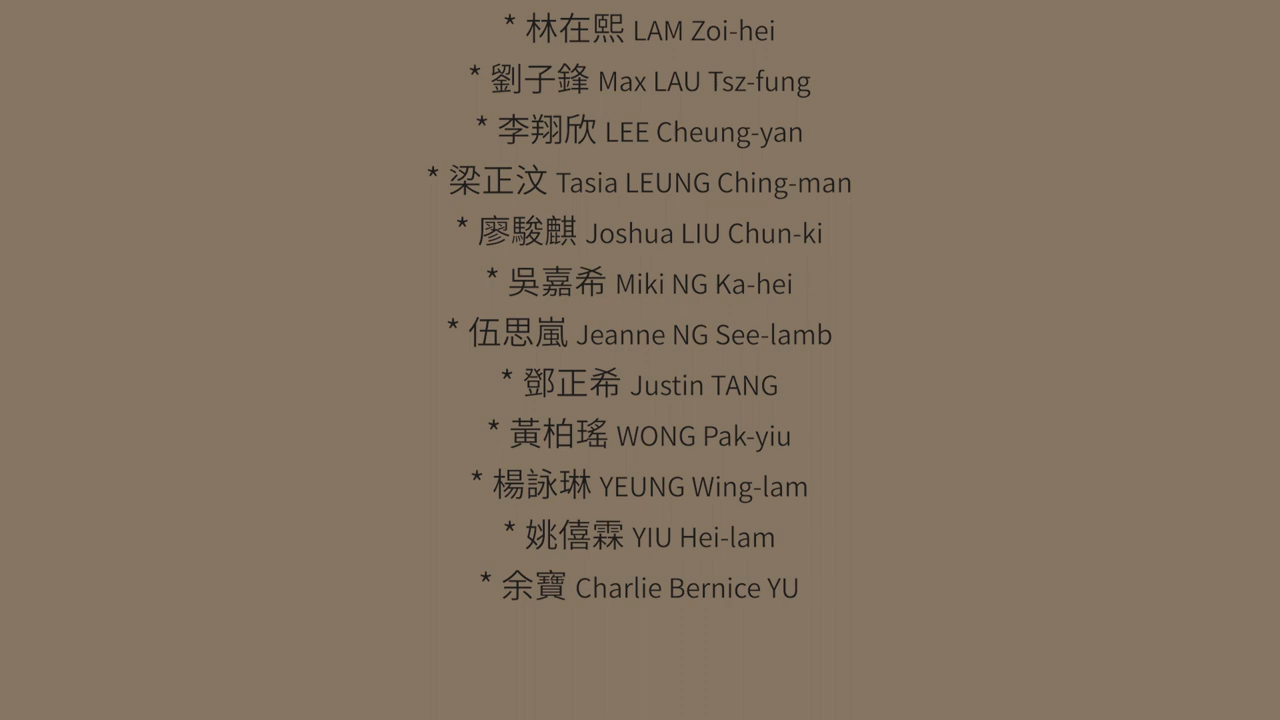 * 林在熙 LAM Zoi-hei
* 劉子鋒 Max LAU Tsz-fung
* 李翔欣 LEE Cheung-yan
* 梁正汶 Tasia LEUNG Ching-man
* 廖駿麒 Joshua LIU Chun-ki
* 吳嘉希 Miki NG Ka-hei
* 伍思嵐 Jeanne NG See-lamb
* 鄧正希 Justin TANG
* 黃柏瑤 WONG Pak-yiu
* 楊詠琳 YEUNG Wing-lam
* 姚僖霖 YIU Hei-lam
* 余寶 Charlie Bernice YU